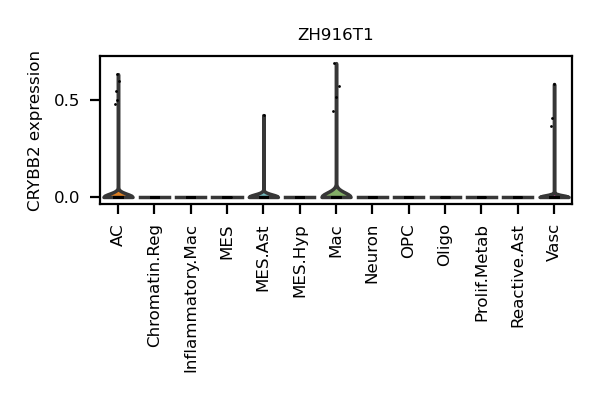 ZH916T1
CRYBB2 expression
0.5
0.0
AC
Chromatin.Reg
Inflammatory.Mac
MES
MES.Ast
MES.Hyp
Mac
Neuron
OPC
Oligo
Prolif.Metab
Reactive.Ast
Vasc